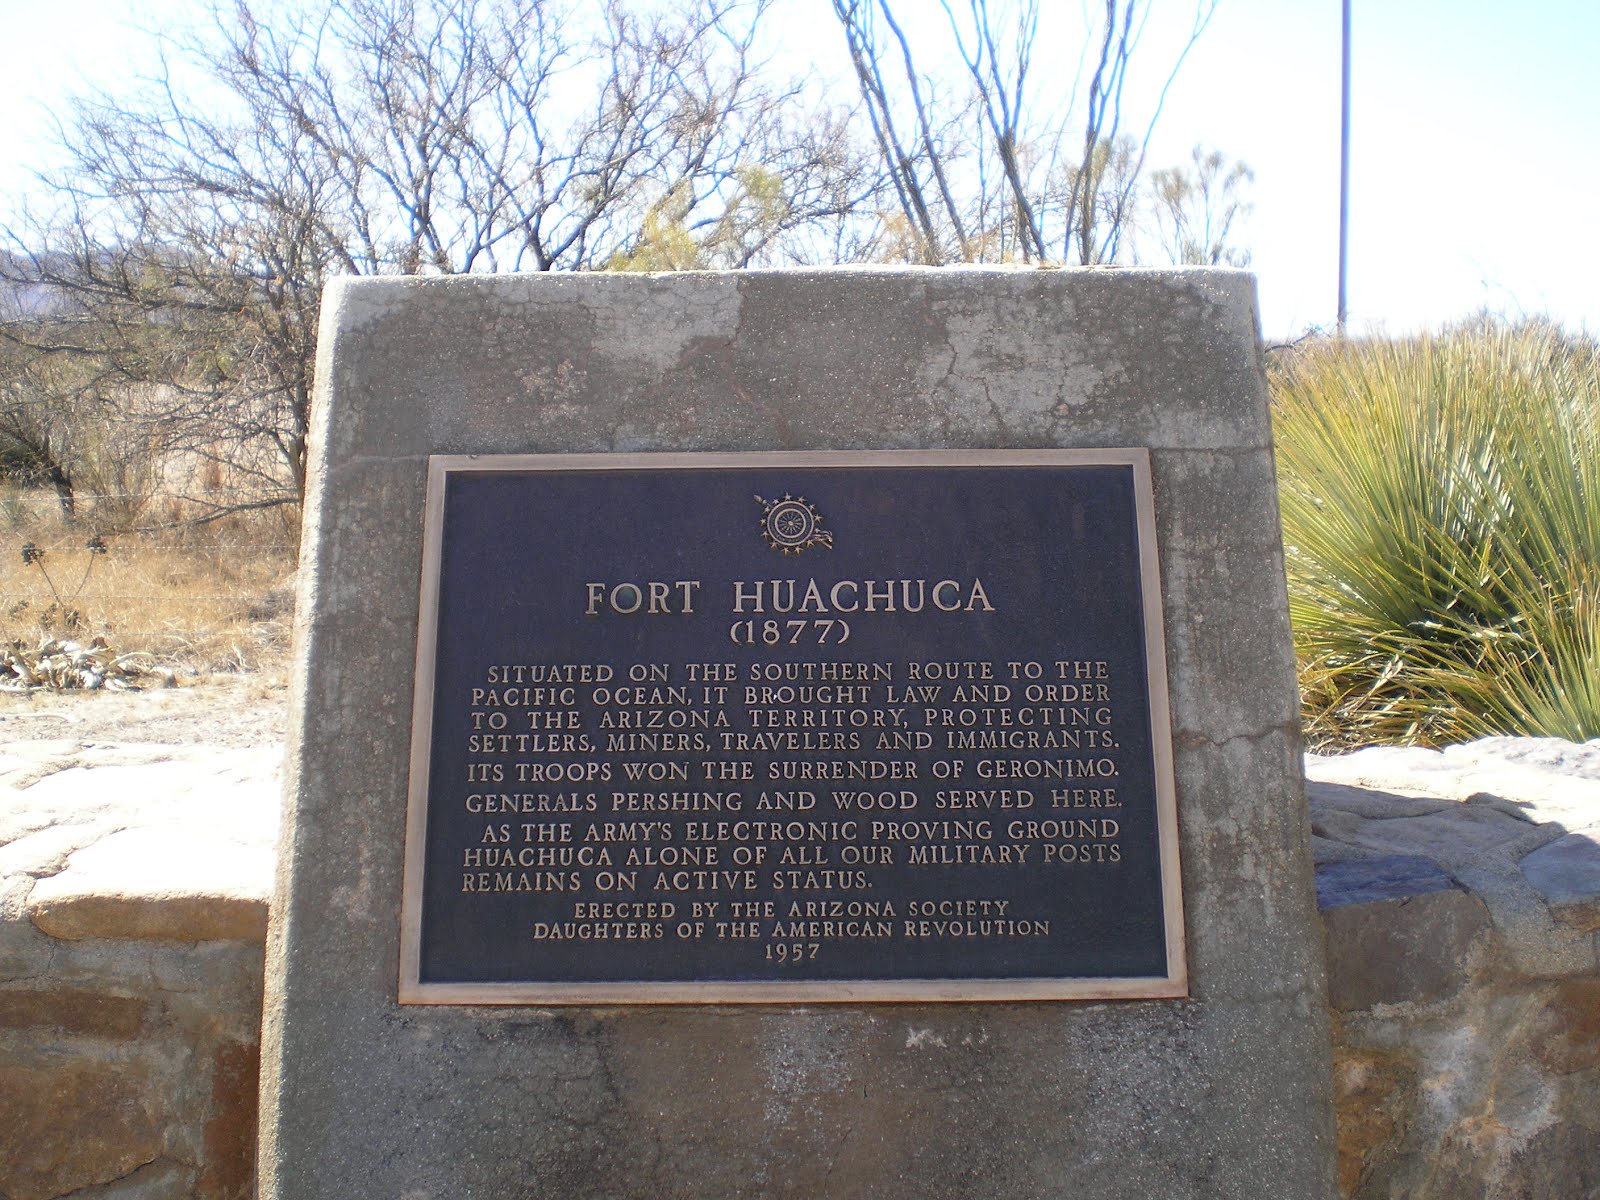 FORT HUACHUCA
(1877)
SITUATED ON THE SOUTHERN ROUTE TO THE
PACIFIC OCEAN, IT BROUGHT LAW AND ORDER
TO THE ARIZONA TERRITORY, PROTECTING
SETTLERS, MINERS, TRAVELERS AND IMMIGRANTS.
ITS TROOPS WON THE SURRENDER OF GERONIMO.
GENERALS PERSHING AND WOOD SERVED HERE.
AS THE ARMY'S ELECTRONIC PROVING GROUND
HUACHUCA ALONE OF ALL OUR MILITARY POSTS
REMAINS ON ACTIVE STATUS.
ERECTED BY THE ARIZONA SOCIETY
DAUGHTERS OF THE AMERICAN REVOLUTION
1957